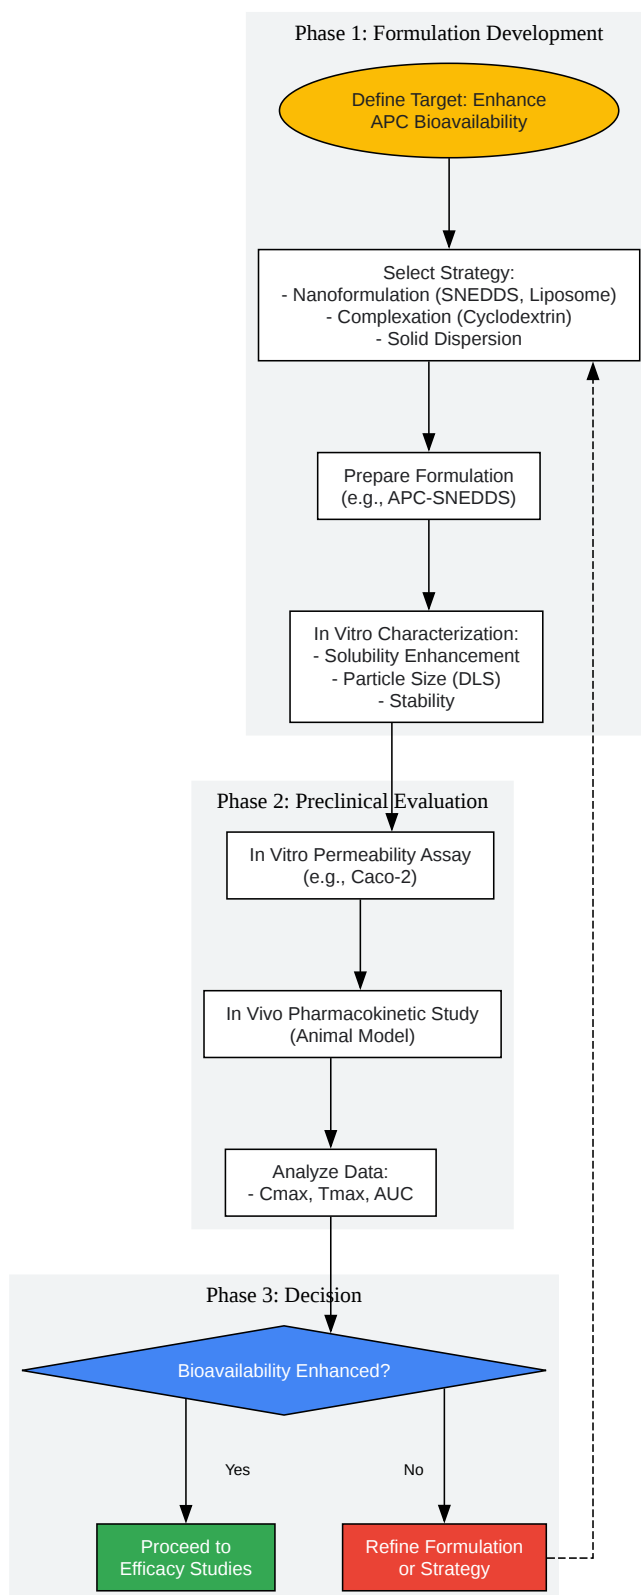 Phase 1: Formulation Development
Define Target: Enhance
APC Bioavailability
Select Strategy:
- Nanoformulation (SNEDDS, Liposome)
- Complexation (Cyclodextrin)
- Solid Dispersion
Prepare Formulation
(e.g., APC-SNEDDS)
In Vitro Characterization:
- Solubility Enhancement
- Particle Size (DLS)
- Stability
Phase 2: Preclinical Evaluation
In Vitro Permeability Assay
(e.g., Caco-2)
In Vivo Pharmacokinetic Study
(Animal Model)
Analyze Data:
- Cmax, Tmax, AUC
Phase 3: Decision
Bioavailability Enhanced?
Yes
No
Proceed to
Efficacy Studies
Refine Formulation
or Strategy